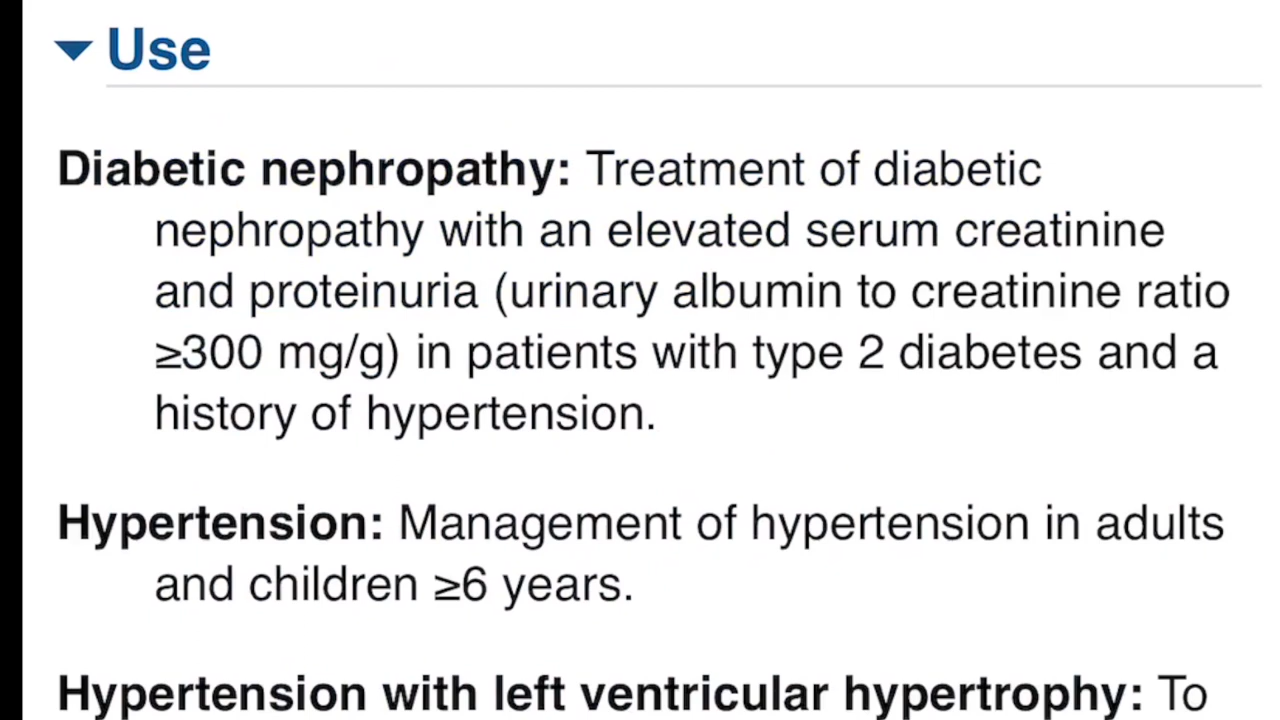 Use
Diabetic nephropathy: Treatment of diabetic
nephropathy with an elevated serum creatinine
and proteinuria (urinary albumin to creatinine ratio
≥300 mg/g) in patients with type 2 diabetes and a
history of hypertension.
Hypertension: Management of hypertension in adults
and children ≥6 years.
Hypertension with left ventricular hypertrophy: To